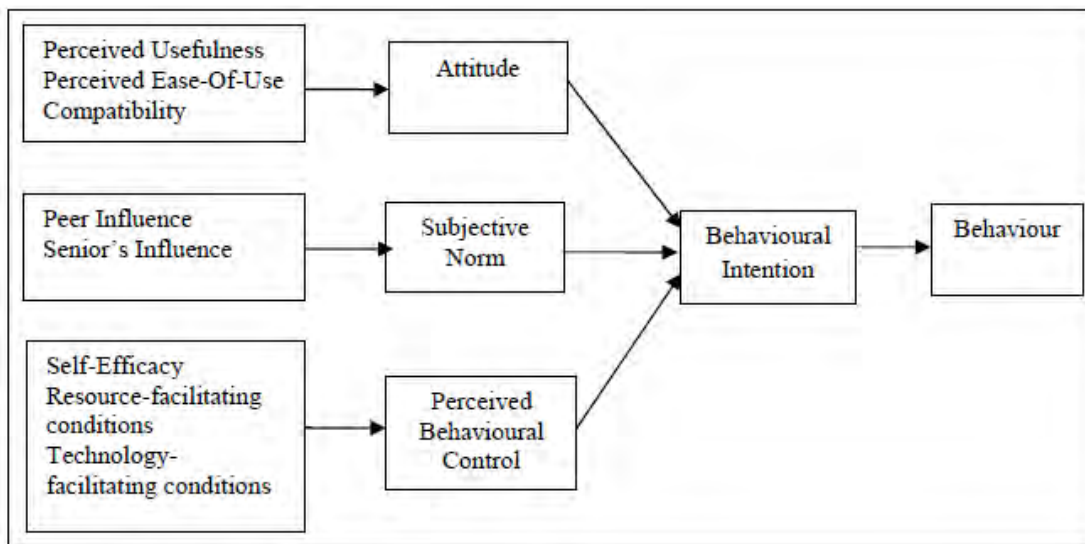 Perceived Usefulness
Perceived Ease-Of-Use
Compatibility
Attitude
Peer Influence
Senior’s Influence
Subjective
Norm
Behavioural
Intention
Behaviour
Self-Efficacy
Resource-facilitating
conditions
Technology-
facilitating conditions
Perceived
Behavioural
Control